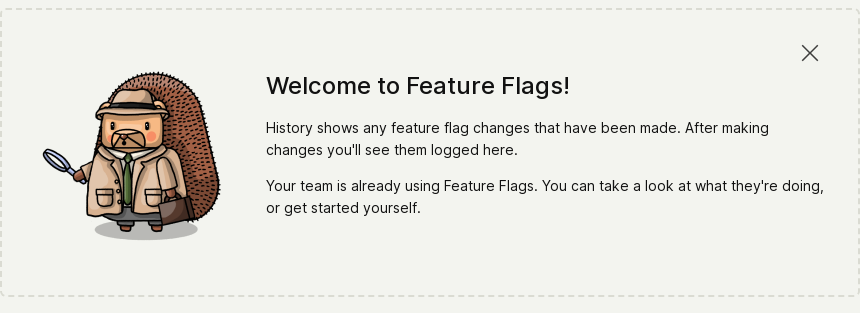 Welcome to Feature Flags!
History shows any feature flag changes that have been made. After making
changes you'll see them logged here.
Your team is already using Feature Flags. You can take a look at what they're doing,
or get started yourself.